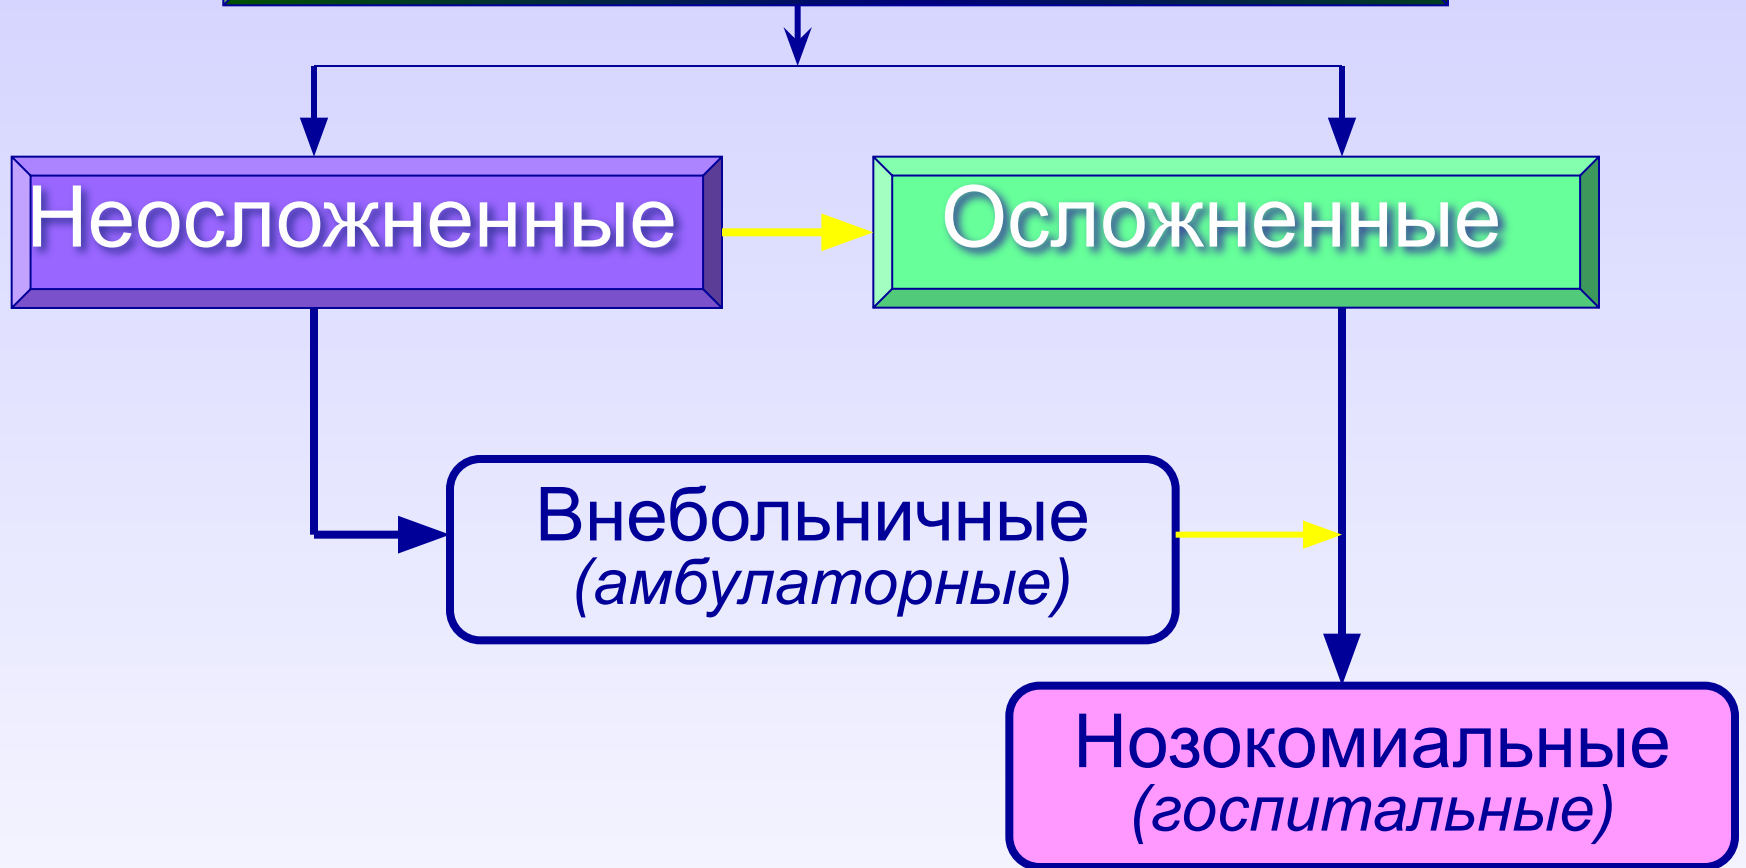 Неосложненные
Осложненные
Внебольничные
(амбулаторные)
Нозокомиальные
(госпитальные)